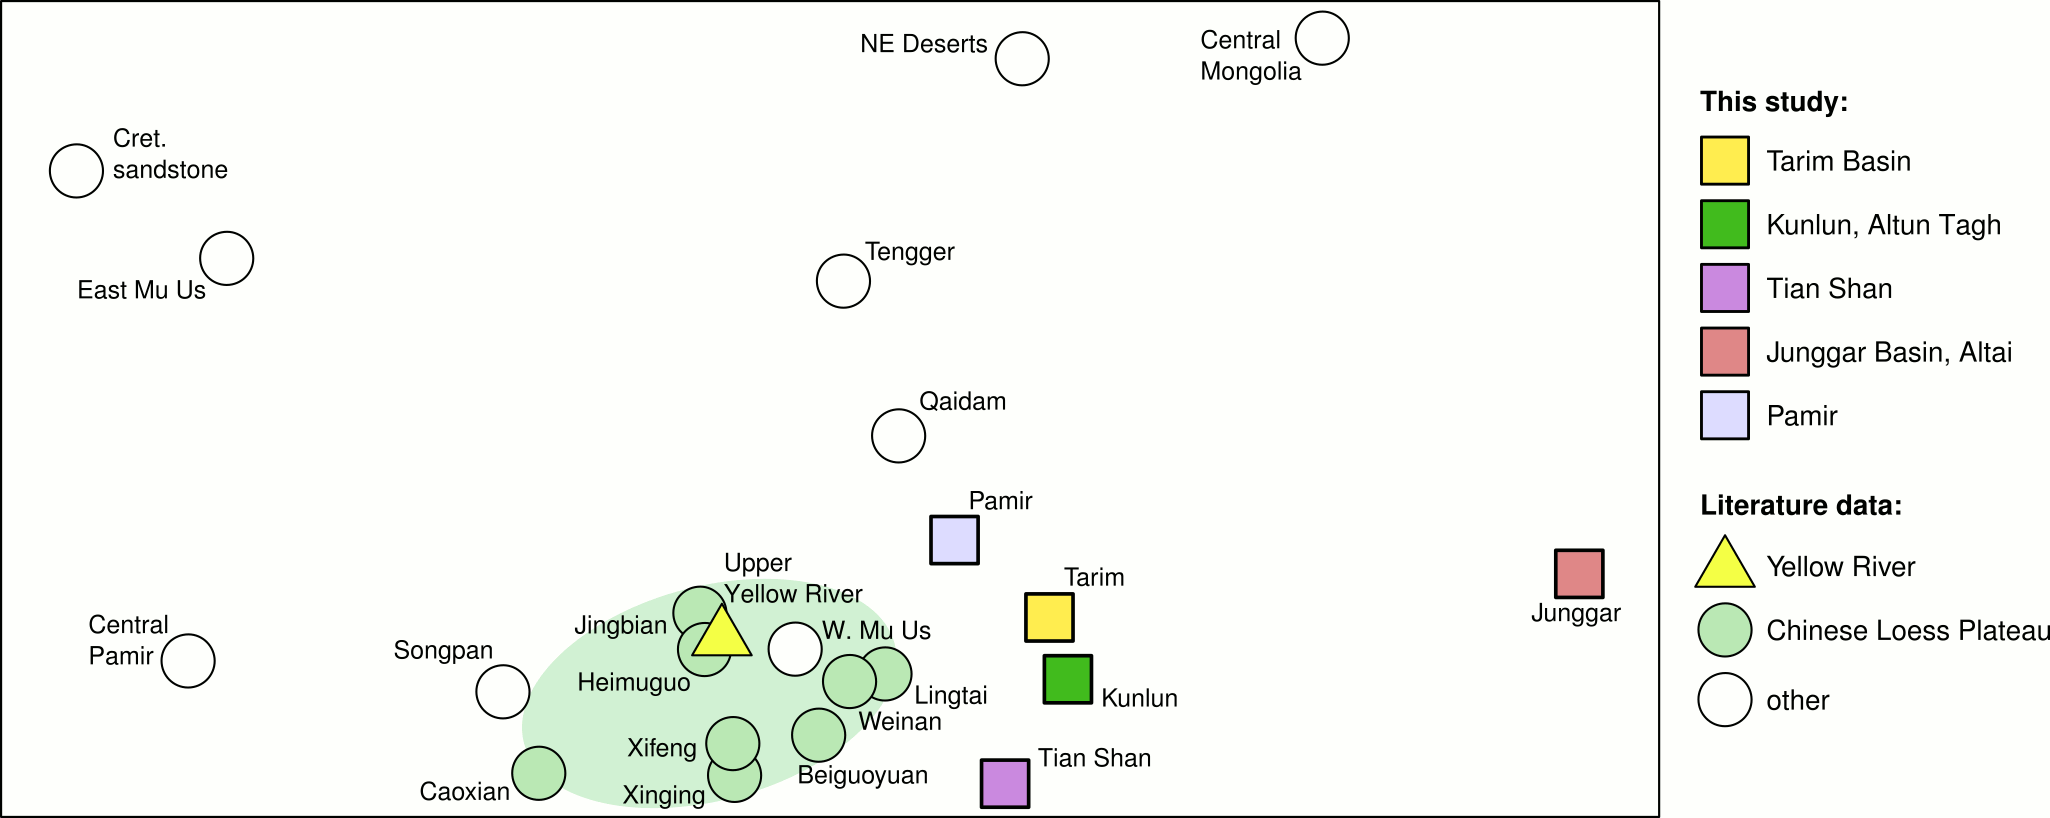 NE Deserts
Central
Mongolia
Cret.
sandstone
East Mu Us
Tengger
Qaidam
Pamir
Upper
Yellow River
Tarim
Jingbian
W. Mu Us
Junggar
Central
Pamir
Songpan
Heimuguo
Lingtai
Kunlun
Weinan
Xifeng
Tian Shan
Beiguoyuan
Caoxian
Xinging
This study:
Tarim Basin
Kunlun, Altun Tagh
Tian Shan
Junggar Basin, Altai
Pamir
Literature data:
Yellow River
Chinese Loess Plateau
other